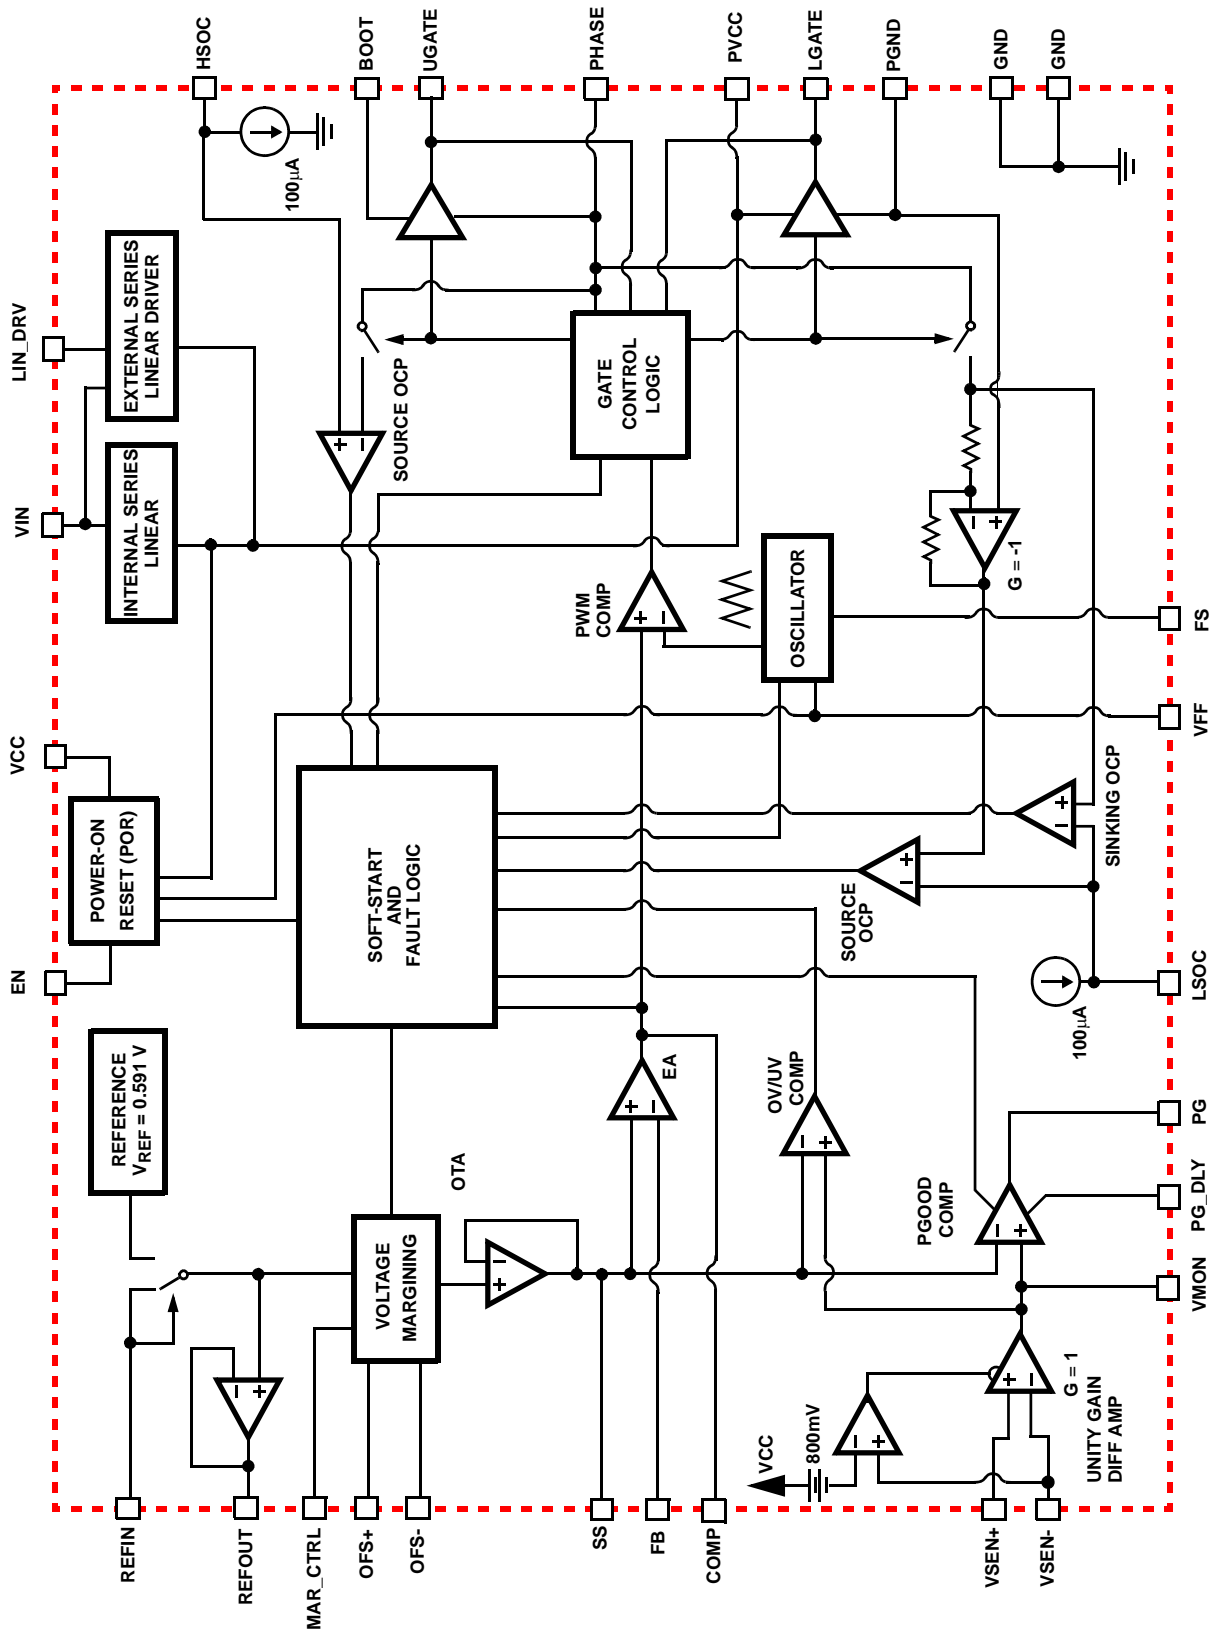 HSOC
BOOT
UGATE
PHASE
PVCC
LGATE
PGND
GND
GND
100µA
LIN_DRV
EXTERNAL SERIES
LINEAR DRIVER
SOURCE OCP
+
−
GATE
CONTROL
LOGIC
VIN
INTERNAL SERIES
LINEAR
−
+
G = -1
PWM
COMP
+
−
OSCILLATOR
FS
VCC
VFF
POWER-ON
RESET (POR)
SOFT-START
AND
FAULT LOGIC
−
+
SINKING OCP
−
+
SOURCE
OCP
EN
LSOC
100µA
REFERENCE
VREF = 0.591 V
EA
+
−
OV/UV
COMP
−
+
PG
OTA
PGOOD
COMP
−
+
PG_DLY
VOLTAGE
MARGINING
−
+
VMON
−
+
VCC
800mV
−
+
+
−
G = 1
UNITY GAIN
DIFF AMP
REFIN
REFOUT
MAR_CTRL
OFS+
OFS-
SS
FB
COMP
VSEN+
VSEN-